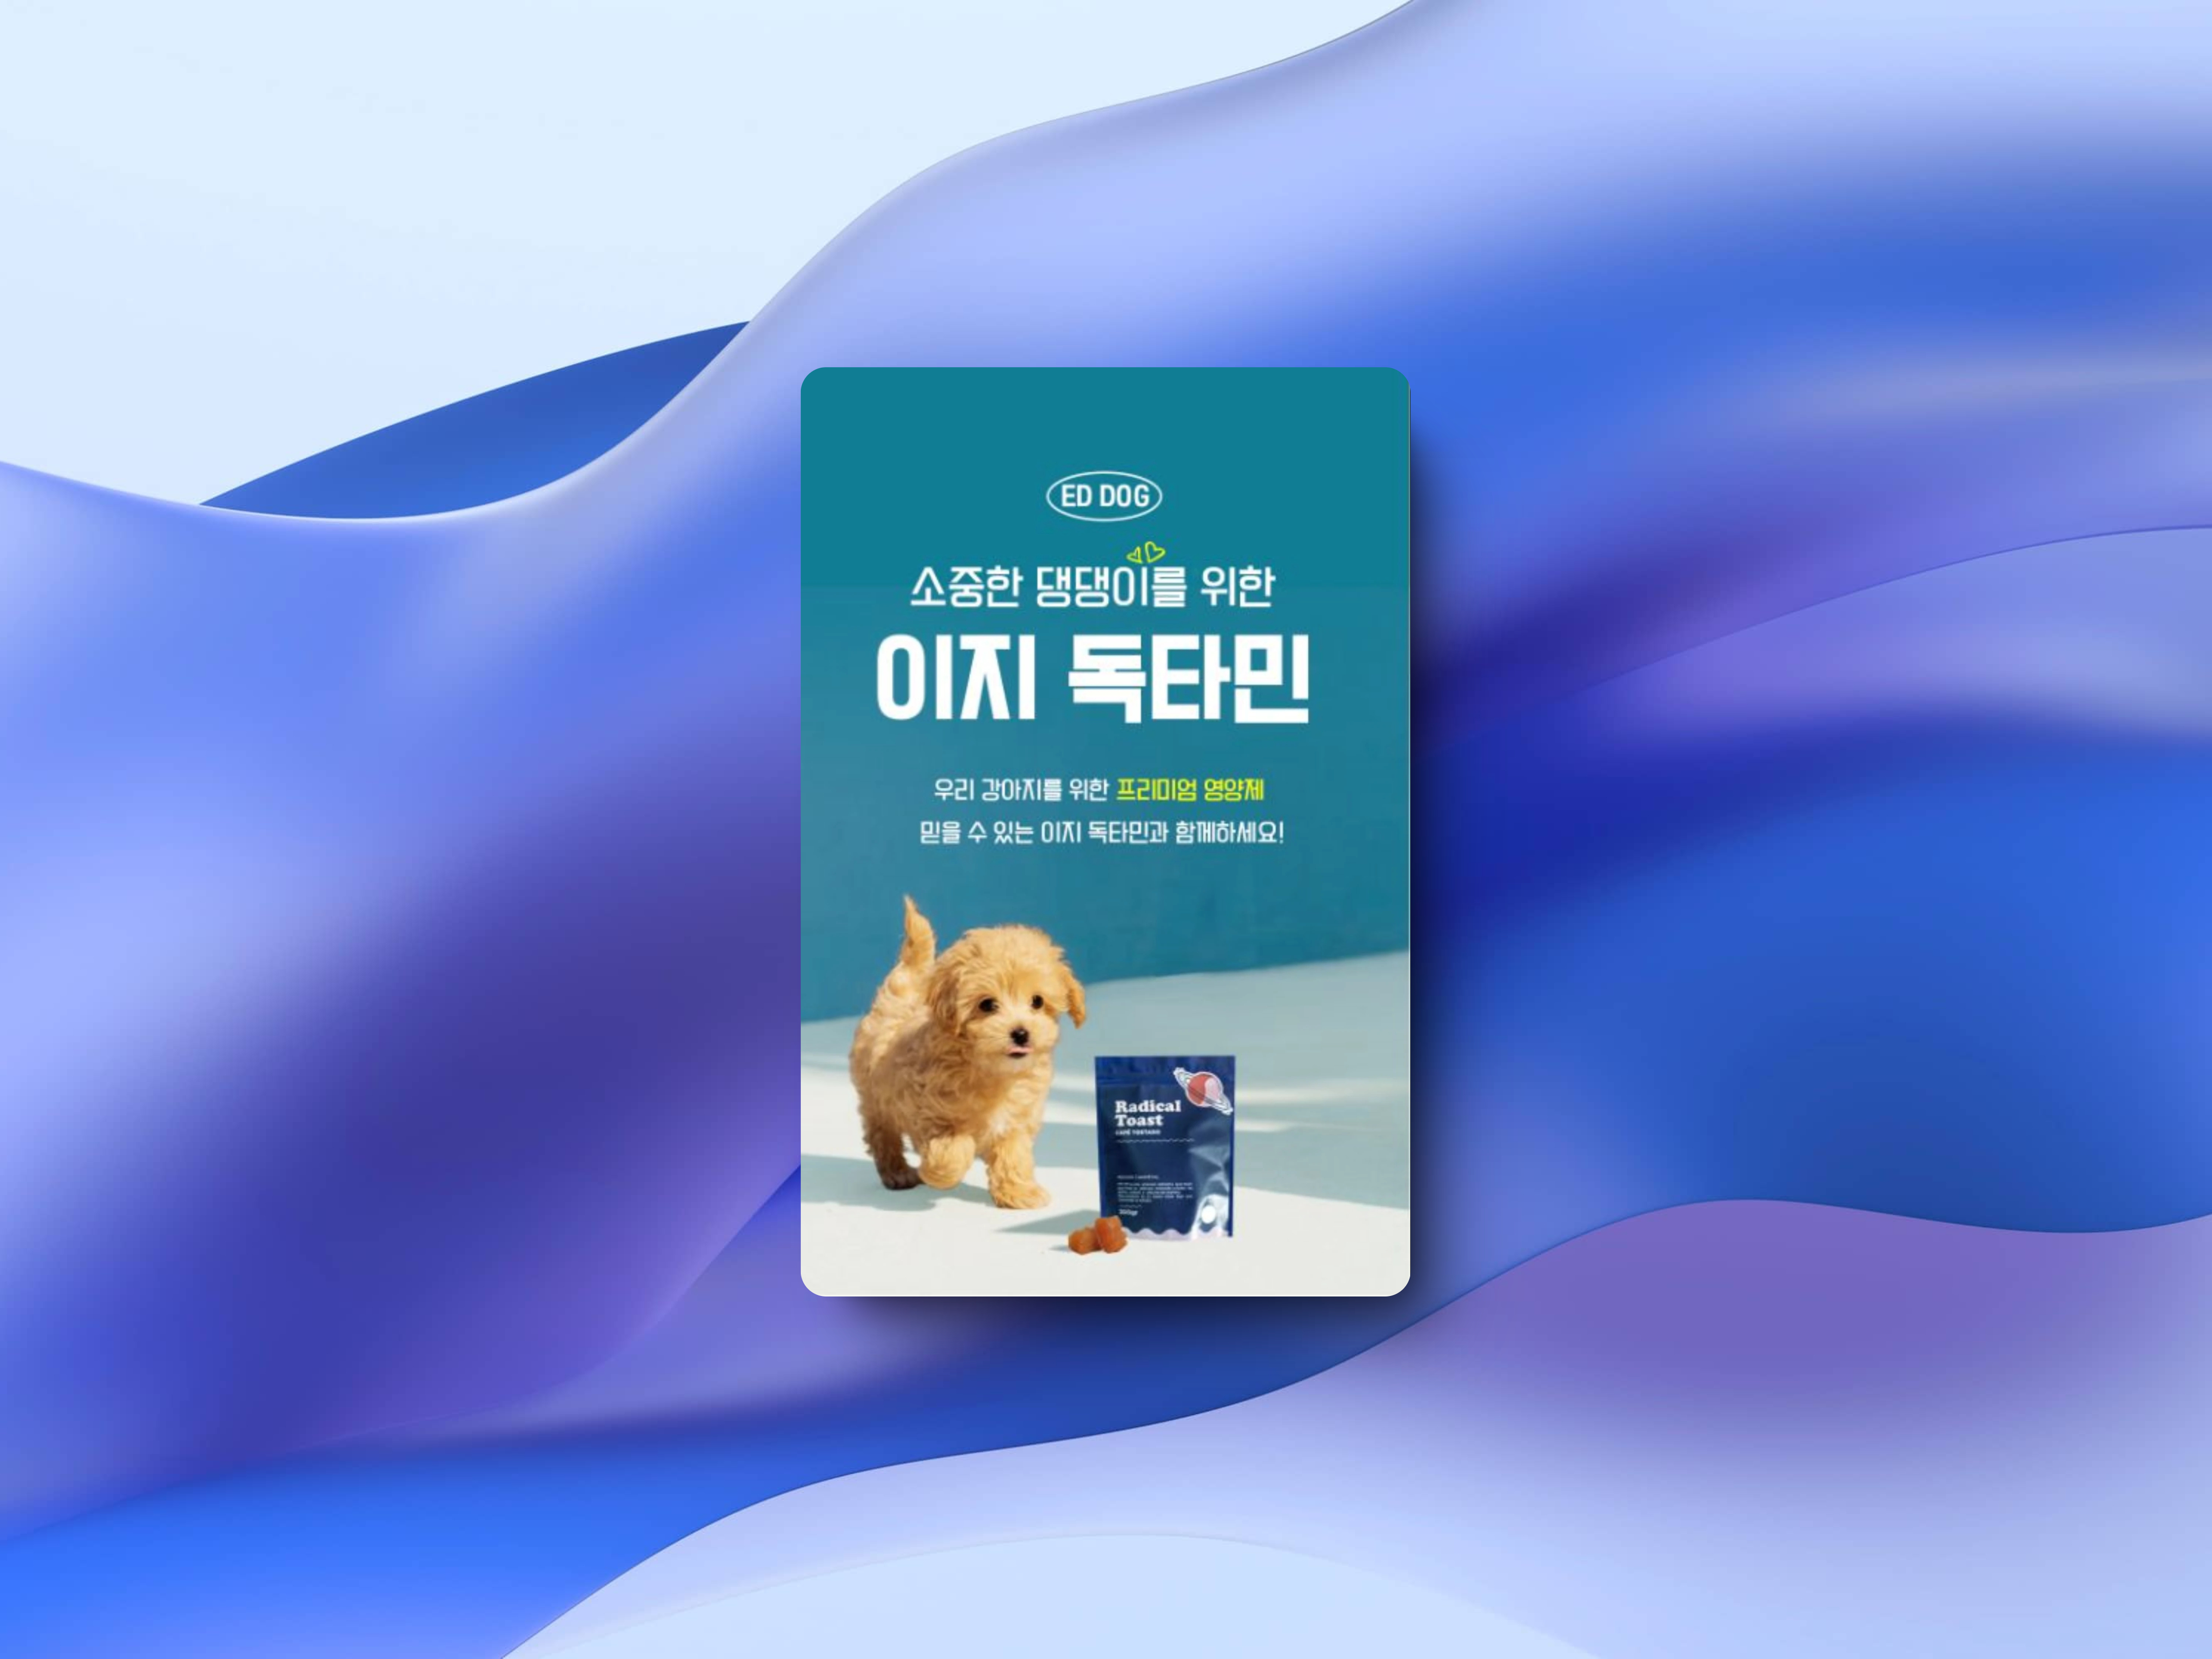 ED DOG
소중한 댕댕이를 위한
이지 독타민
우리 강아지를 위한 프리미엄 영양제
믿을 수 있는 이지 독타민과 함께하세요!
Radical
Toast
CAFÉ TOSTADO